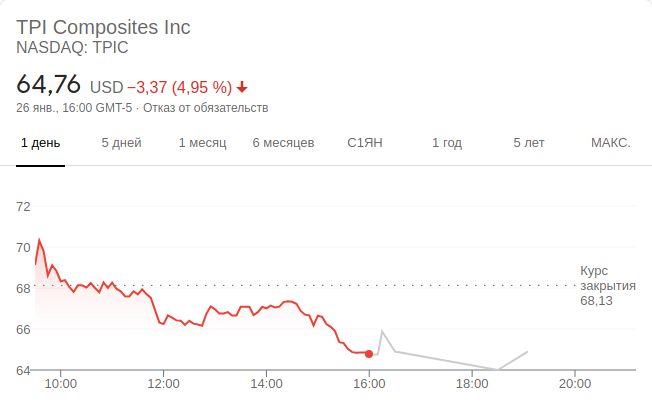 TPI Composites Inc
NASDAQ: TPIC
64,76 USD −3,37 (4,95 %)
26 янв., 16:00 GMT-5 · Отказ от обязательств
1 день 5 дней 1 месяц 6 месяцев С1ЯН 1 год 5 лет МАКС.
72
70
68
66
64
Курс
закрытия
68,13
10:00 12:00 14:00 16:00 18:00 20:00